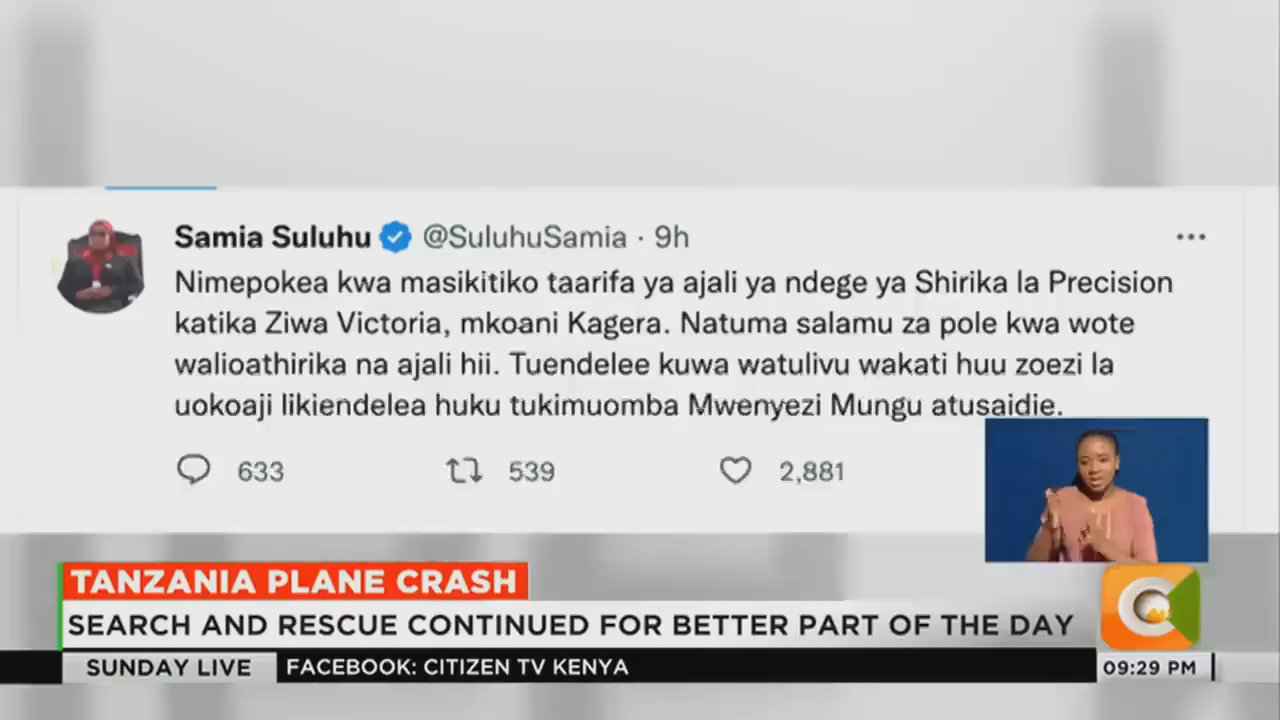 Samia Suluhu @SuluhuSamia · 9h
Nimepokea kwa masikitiko taarifa ya ajali ya ndege ya Shirika la Precision
katika Ziwa Victoria, mkoani Kagera. Natuma salamu za pole kwa wote
walioathirika na ajali hii. Tuendelee kuwa watulivu wakati huu zoezi la
uokoaji likiendelea huku tukimuomba Mwenyezi Mungu atusaidie.
633 539 2,881
TANZANIA PLANE CRASH
SEARCH AND RESCUE CONTINUED FOR BETTER PART OF THE DAY
SUNDAY LIVE FACEBOOK: CITIZEN TV KENYA 09:29 PM